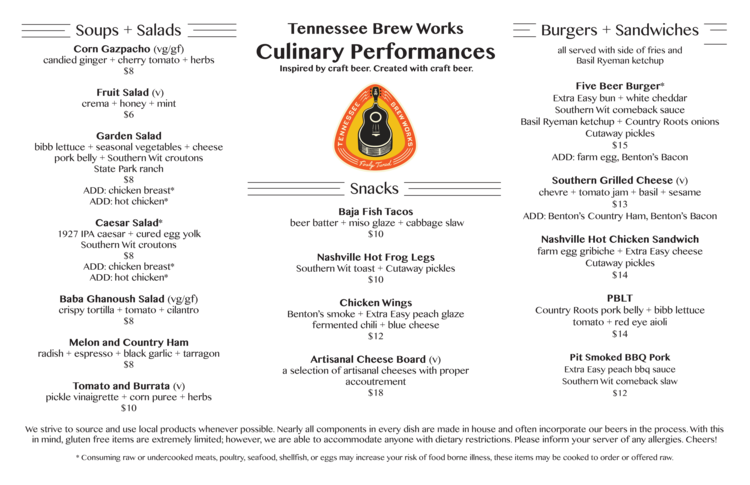 Soups + Salads
Corn Gazpacho (vg/gf)
candied ginger + cherry tomato + herbs
$8
Fruit Salad (v)
crema + honey + mint
$6
Garden Salad
bibb lettuce + seasonal vegetables + cheese
pork belly + Southern Wit croutons
State Park ranch
$8
ADD: chicken breast*
ADD: hot chicken*
Caesar Salad*
1927 IPA caesar + cured egg yolk
Southern Wit croutons
$8
ADD: chicken breast*
ADD: hot chicken*
Baba Ghanoush Salad (vg/gf)
crispy tortilla + tomato + cilantro
$8
Melon and Country Ham
radish + espresso + black garlic + tarragon
$8
Tomato and Burrata (v)
pickle vinaigrette + corn puree + herbs
$10
Tennessee Brew Works
Culinary Performances
Inspired by craft beer. Created with craft beer.
TENNESSEE BREW WORKS
Finely Tuned
Snacks
Baja Fish Tacos
beer batter + miso glaze + cabbage slaw
$10
Nashville Hot Frog Legs
Southern Wit toast + Cutaway pickles
$10
Chicken Wings
Benton's smoke + Extra Easy peach glaze
fermented chili + blue cheese
$12
Artisanal Cheese Board (v)
a selection of artisanal cheeses with proper
accoutrement
$18
Burgers + Sandwiches
all served with side of fries and
Basil Ryeman ketchup
Five Beer Burger*
Extra Easy bun + white cheddar
Southern Wit comeback sauce
Basil Ryeman ketchup + Country Roots onions
Cutaway pickles
$15
ADD: farm egg, Benton's Bacon
Southern Grilled Cheese (v)
chevre + tomato jam + basil + sesame
$13
ADD: Benton's Country Ham, Benton's Bacon
Nashville Hot Chicken Sandwich
farm egg gribiche + Extra Easy cheese
Cutaway pickles
$14
PBLT
Country Roots pork belly + bibb lettuce
tomato + red eye aioli
$14
Pit Smoked BBQ Pork
Extra Easy peach bbq sauce
Southern Wit comeback slaw
$12
We strive to source and use local products whenever possible. Nearly all components in every dish are made in house and often incorporate our beers in the process. With this
in mind, gluten free items are extremely limited; however, we are able to accommodate anyone with dietary restrictions. Please inform your server of any allergies. Cheers!
* Consuming raw or undercooked meats, poultry, seafood, shellfish, or eggs may increase your risk of food borne illness, these items may be cooked to order or offered raw.